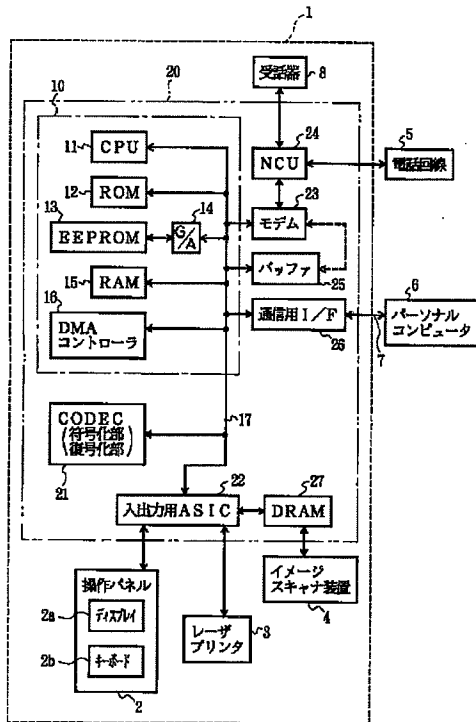 1
20
10
受話器
8
24
5
11
CPU
NCU
電話回線
12
ROM
23
13
14
モデム
EEPROM
G/A
15
RAM
バッファ
25
16
6
DMA
コントローラ
通信用I/F
26
パーソナル
コンピュータ
7
17
CODEC
(符号化部
復号化部)
21
22
27
入出力用ASIC
DRAM
操作パネル
イメージ
スキャナ装置
4
2a
ディスプレイ
レーザ
プリンタ
3
2b
キーボード
2